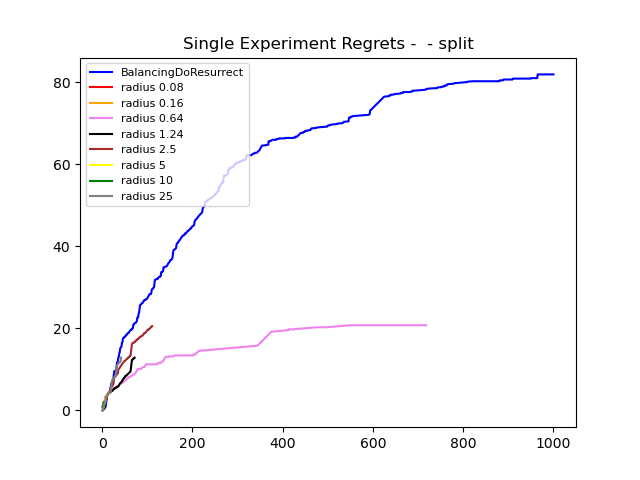 Single Experiment Regrets -  - split
BalancingDoResurrect
radius 0.08
radius 0.16
radius 0.64
radius 1.24
radius 2.5
radius 5
radius 10
radius 25
80
60
40
20
0
0 200 400 600 800 1000